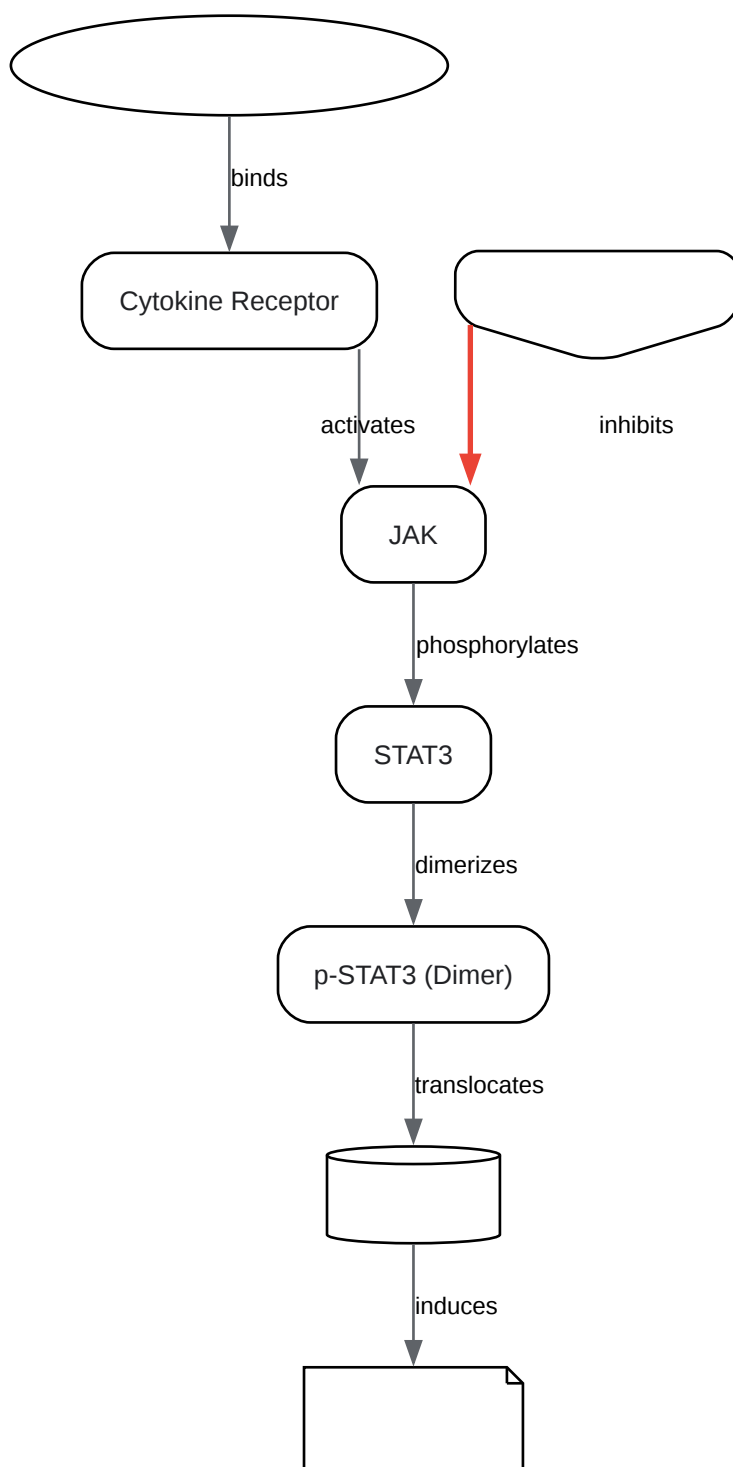 binds
Cytokine Receptor
activates
inhibits
JAK
phosphorylates
STAT3
dimerizes
p-STAT3 (Dimer)
translocates
induces